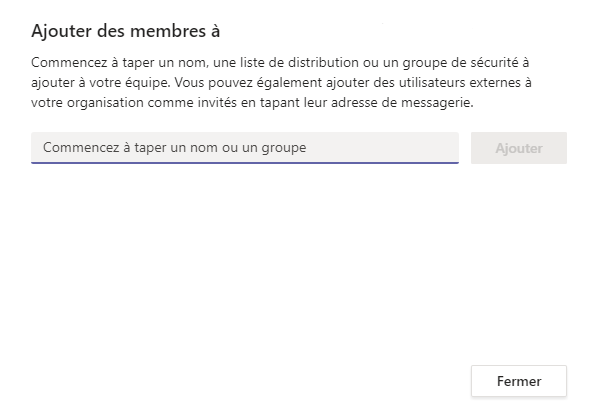 Ajouter des membres à
Commencez à taper un nom, une liste de distribution ou un groupe de sécurité à
ajouter à votre équipe. Vous pouvez également ajouter des utilisateurs externes à
votre organisation comme invités en tapant leur adresse de messagerie.
Commencez à taper un nom ou un groupe
Ajouter
Fermer